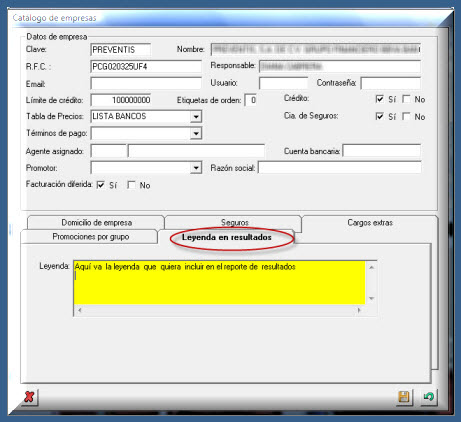 Catálogo de empresas
Datos de empresa
Clave: PREVENTIS Nombre:
R.F.C. : PCG020325UF4 Responsable:
Email: Usuario: Contraseña:
Límite de crédito: 100000000 Etiquetas de orden: 0 Crédito: Sí No
Tabla de Precios: LISTA BANCOS Cia. de Seguros: Sí No
Términos de pago:
Agente asignado: Cuenta bancaria:
Promotor: Razón social:
Facturación diferida: Sí No
Domicilio de empresa Seguros Cargos extras
Promociones por grupo Leyenda en resultados
Leyenda: Aquí va la leyenda que quiera incluir en el reporte de resultados